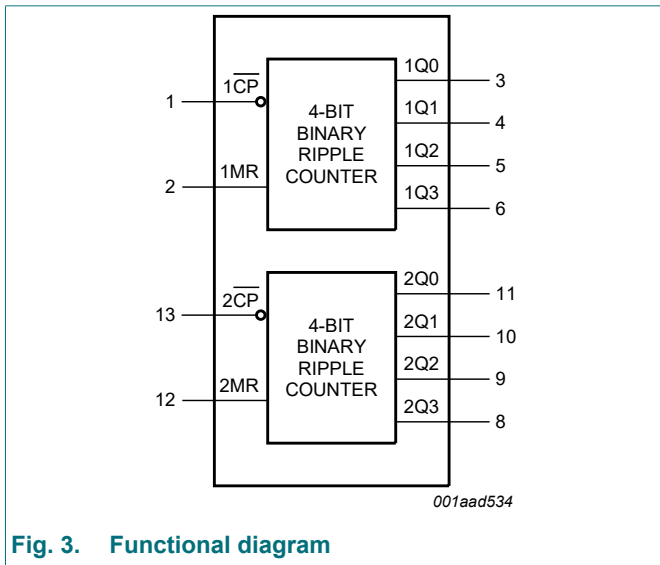 1CP
1
1MR
2
4-BIT
BINARY
RIPPLE
COUNTER
1Q0
3
1Q1
4
1Q2
5
1Q3
6
2CP
13
2MR
12
4-BIT
BINARY
RIPPLE
COUNTER
2Q0
11
2Q1
10
2Q2
9
2Q3
8
001aad534
Fig. 3. Functional diagram